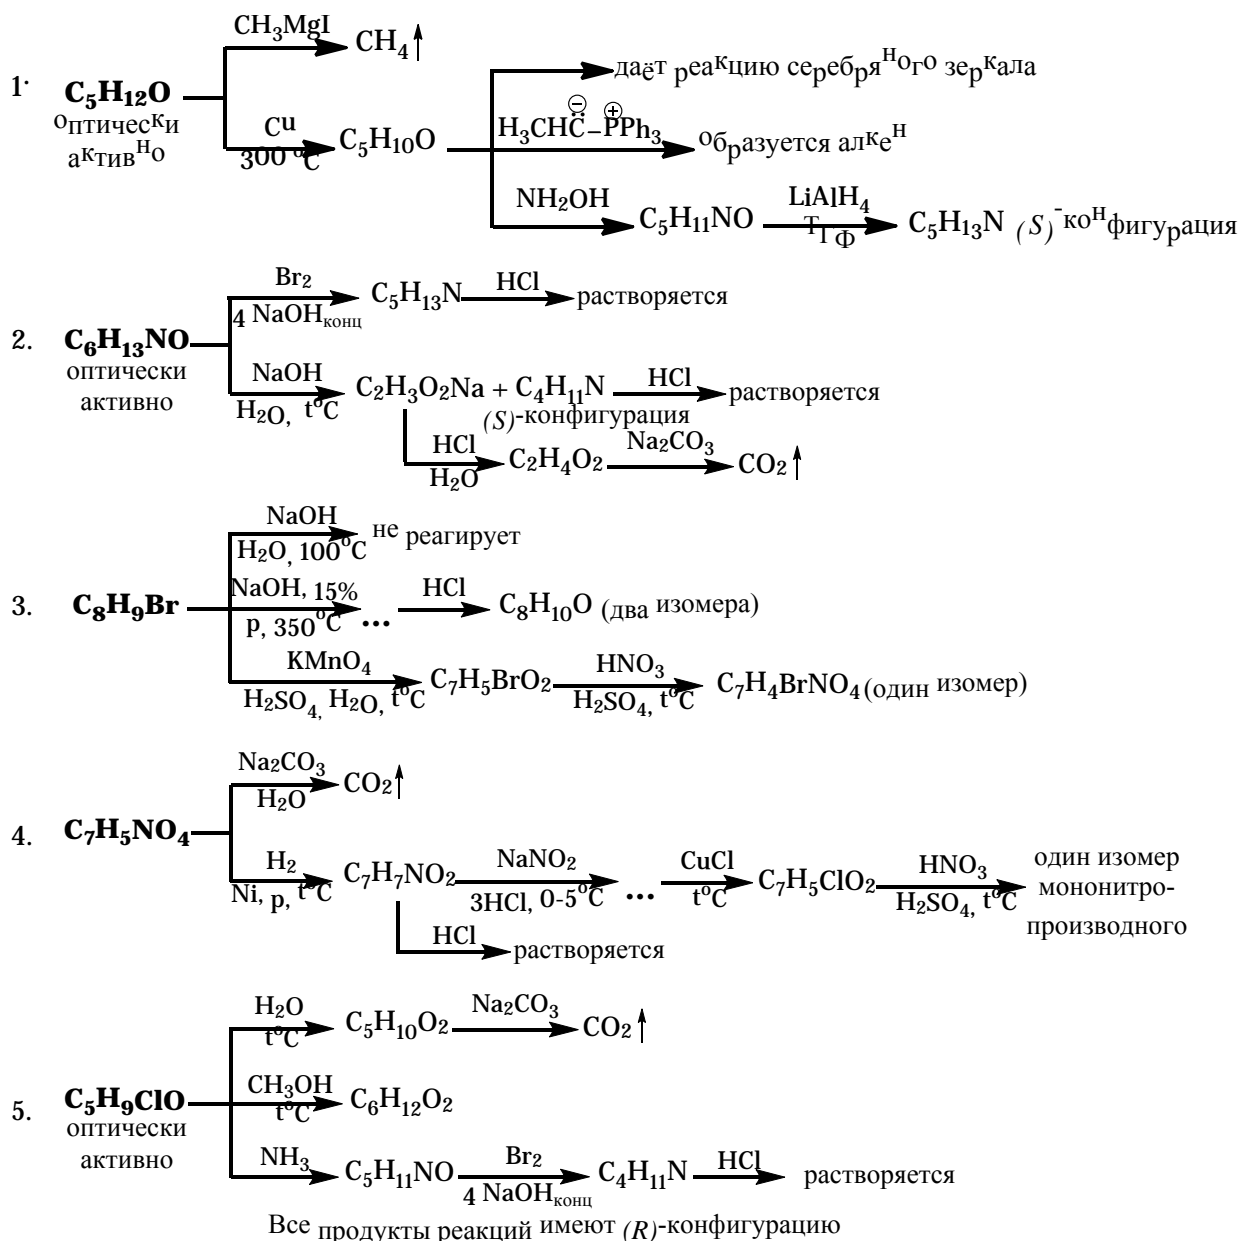 CH₃MgI
CH₄↑
1. C₅H₁₂O
оптически
активно
Cu
300 °C
C₅H₁₀O
даёт реакцию серебряного зеркала
H₃CHC̈⊖–P⊕Ph₃
образуется алкен
NH₂OH
C₅H₁₁NO
LiAlH₄
ТГФ
C₅H₁₃N (S)-конфигурация
2. C₆H₁₃NO
оптически
активно
Br₂
4 NaOHконц
C₅H₁₃N
HCl
растворяется
NaOH
H₂O, t°C
C₂H₃O₂Na + C₄H₁₁N
(S)-конфигурация
HCl
растворяется
HCl
H₂O
C₂H₄O₂
Na₂CO₃
CO₂↑
3. C₈H₉Br
NaOH
H₂O, 100°C
не реагирует
NaOH, 15%
p, 350°C
...
HCl
C₈H₁₀O (два изомера)
KMnO₄
H₂SO₄, H₂O, t°C
C₇H₅BrO₂
HNO₃
H₂SO₄, t°C
C₇H₄BrNO₄ (один изомер)
4. C₇H₅NO₄
Na₂CO₃
H₂O
CO₂↑
H₂
Ni, p, t°C
C₇H₇NO₂
NaNO₂
3HCl, 0-5°C
...
CuCl
t°C
C₇H₅ClO₂
HNO₃
H₂SO₄, t°C
один изомер
мононитро-
производного
HCl
растворяется
5. C₅H₉ClO
оптически
активно
H₂O
t°C
C₅H₁₀O₂
Na₂CO₃
CO₂↑
CH₃OH
t°C
C₆H₁₂O₂
NH₃
C₅H₁₁NO
Br₂
4 NaOHконц
C₄H₁₁N
HCl
растворяется
Все продукты реакций имеют (R)-конфигурацию